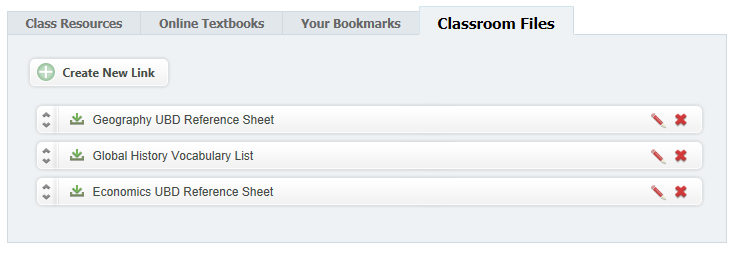 Class Resources Online Textbooks Your Bookmarks Classroom Files
Create New Link
Geography UBD Reference Sheet
Global History Vocabulary List
Economics UBD Reference Sheet